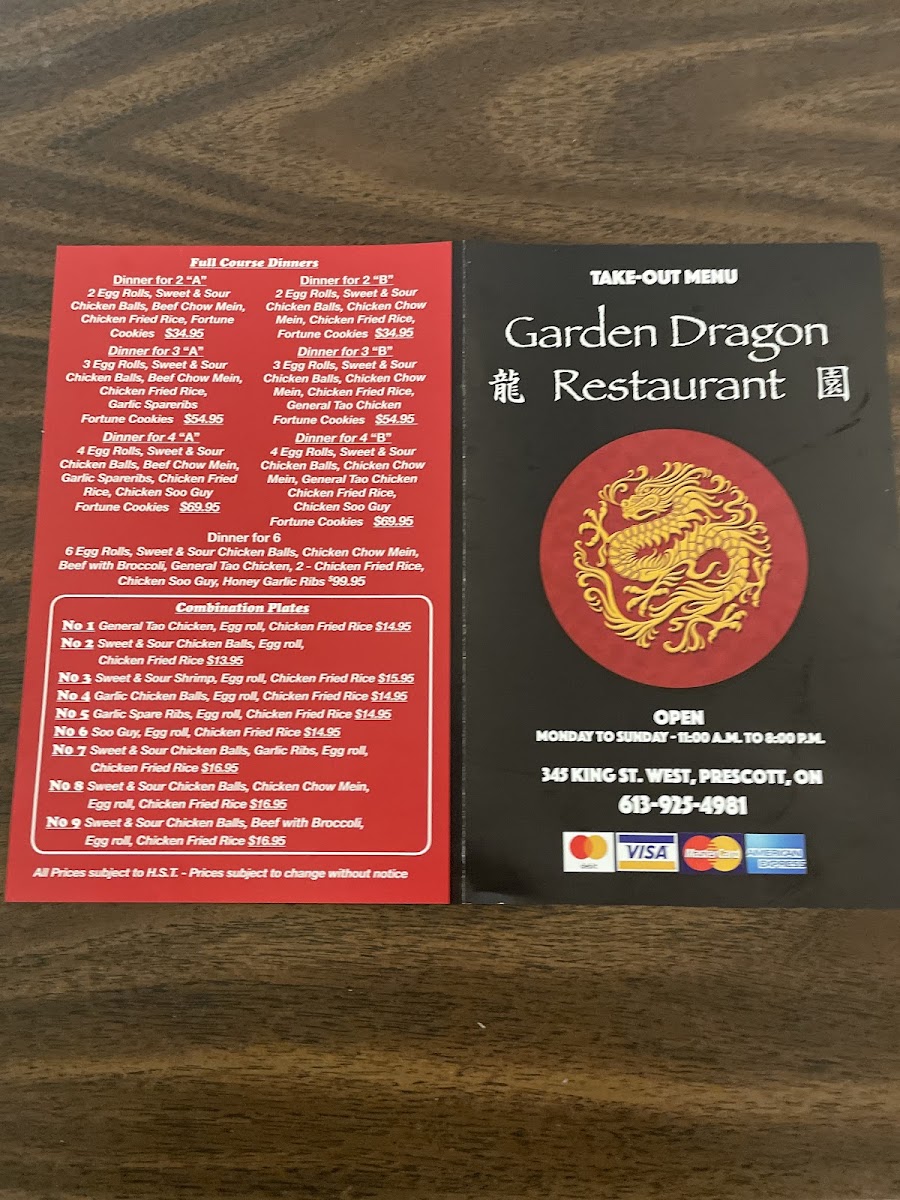 Full Course Dinners
Dinner for 2 "A"
2 Egg Rolls, Sweet & Sour
Chicken Balls, Beef Chow Mein,
Chicken Fried Rice, Fortune
Cookies $34.95
Dinner for 2 "B"
2 Egg Rolls, Sweet & Sour
Chicken Balls, Chicken Chow
Mein, Chicken Fried Rice,
Fortune Cookies $34.95
Dinner for 3 "A"
3 Egg Rolls, Sweet & Sour
Chicken Balls, Beef Chow Mein,
Chicken Fried Rice,
Garlic Spareribs
Fortune Cookies $54.95
Dinner for 3 "B"
3 Egg Rolls, Sweet & Sour
Chicken Balls, Chicken Chow
Mein, Chicken Fried Rice,
General Tao Chicken
Fortune Cookies $54.95
Dinner for 4 "A"
4 Egg Rolls, Sweet & Sour
Chicken Balls, Beef Chow Mein,
Garlic Spareribs, Chicken Fried
Rice, Chicken Soo Guy
Fortune Cookies $69.95
Dinner for 4 "B"
4 Egg Rolls, Sweet & Sour
Chicken Balls, Chicken Chow
Mein, General Tao Chicken
Chicken Fried Rice,
Chicken Soo Guy
Fortune Cookies $69.95
Dinner for 6
6 Egg Rolls, Sweet & Sour Chicken Balls, Chicken Chow Mein,
Beef with Broccoli, General Tao Chicken, 2 - Chicken Fried Rice,
Chicken Soo Guy, Honey Garlic Ribs $99.95
Combination Plates
No 1 General Tao Chicken, Egg roll, Chicken Fried Rice $14.95
No 2 Sweet & Sour Chicken Balls, Egg roll,
Chicken Fried Rice $13.95
No 3 Sweet & Sour Shrimp, Egg roll, Chicken Fried Rice $15.95
No 4 Garlic Chicken Balls, Egg roll, Chicken Fried Rice $14.95
No 5 Garlic Spare Ribs, Egg roll, Chicken Fried Rice $14.95
No 6 Soo Guy, Egg roll, Chicken Fried Rice $14.95
No 7 Sweet & Sour Chicken Balls, Garlic Ribs, Egg roll,
Chicken Fried Rice $16.95
No 8 Sweet & Sour Chicken Balls, Chicken Chow Mein,
Egg roll, Chicken Fried Rice $16.95
No 9 Sweet & Sour Chicken Balls, Beef with Broccoli,
Egg roll, Chicken Fried Rice $16.95
All Prices subject to H.S.T. - Prices subject to change without notice
TAKE-OUT MENU
Garden Dragon
龍 Restaurant 園
OPEN
MONDAY TO SUNDAY - 11:00 A.M. TO 8:00 P.M.
345 KING ST. WEST, PRESCOTT, ON
613-925-4981
debit VISA MasterCard AMERICAN
EXPRESS